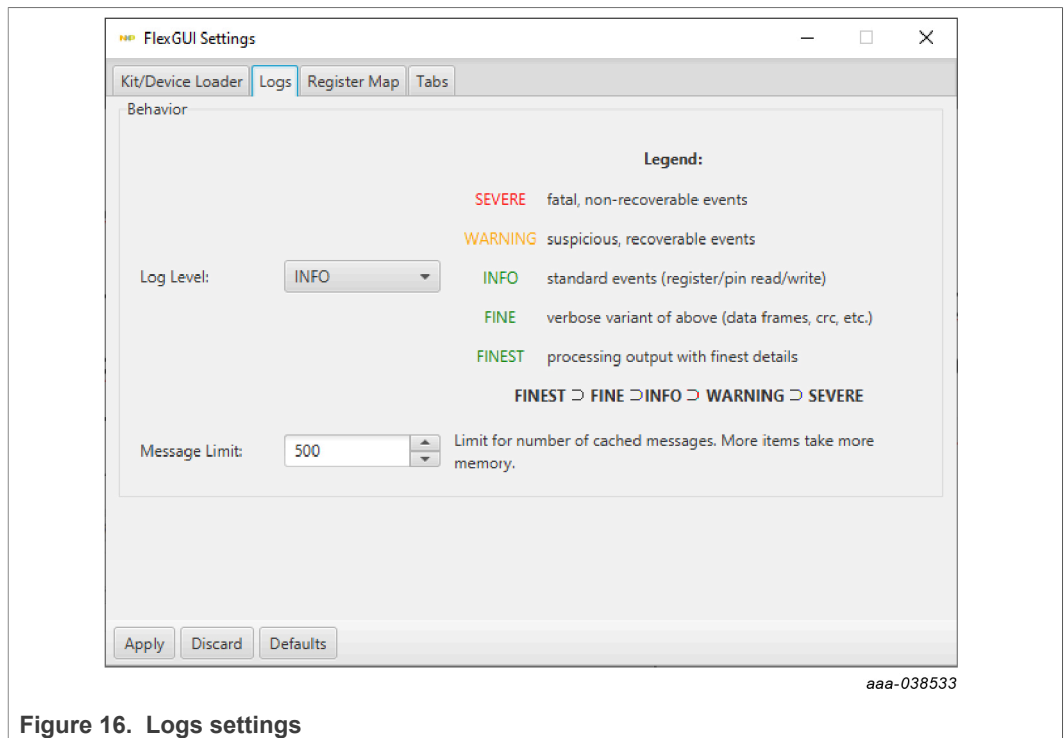 NXP FlexGUI Settings
Kit/Device Loader Logs Register Map Tabs
Behavior
Legend:
SEVERE fatal, non-recoverable events
WARNING suspicious, recoverable events
Log Level: INFO INFO standard events (register/pin read/write)
FINE verbose variant of above (data frames, crc, etc.)
FINEST processing output with finest details
FINEST ⊃ FINE ⊃INFO ⊃ WARNING ⊃ SEVERE
Message Limit: 500 Limit for number of cached messages. More items take more
memory.
Apply Discard Defaults
aaa-038533
Figure 16. Logs settings